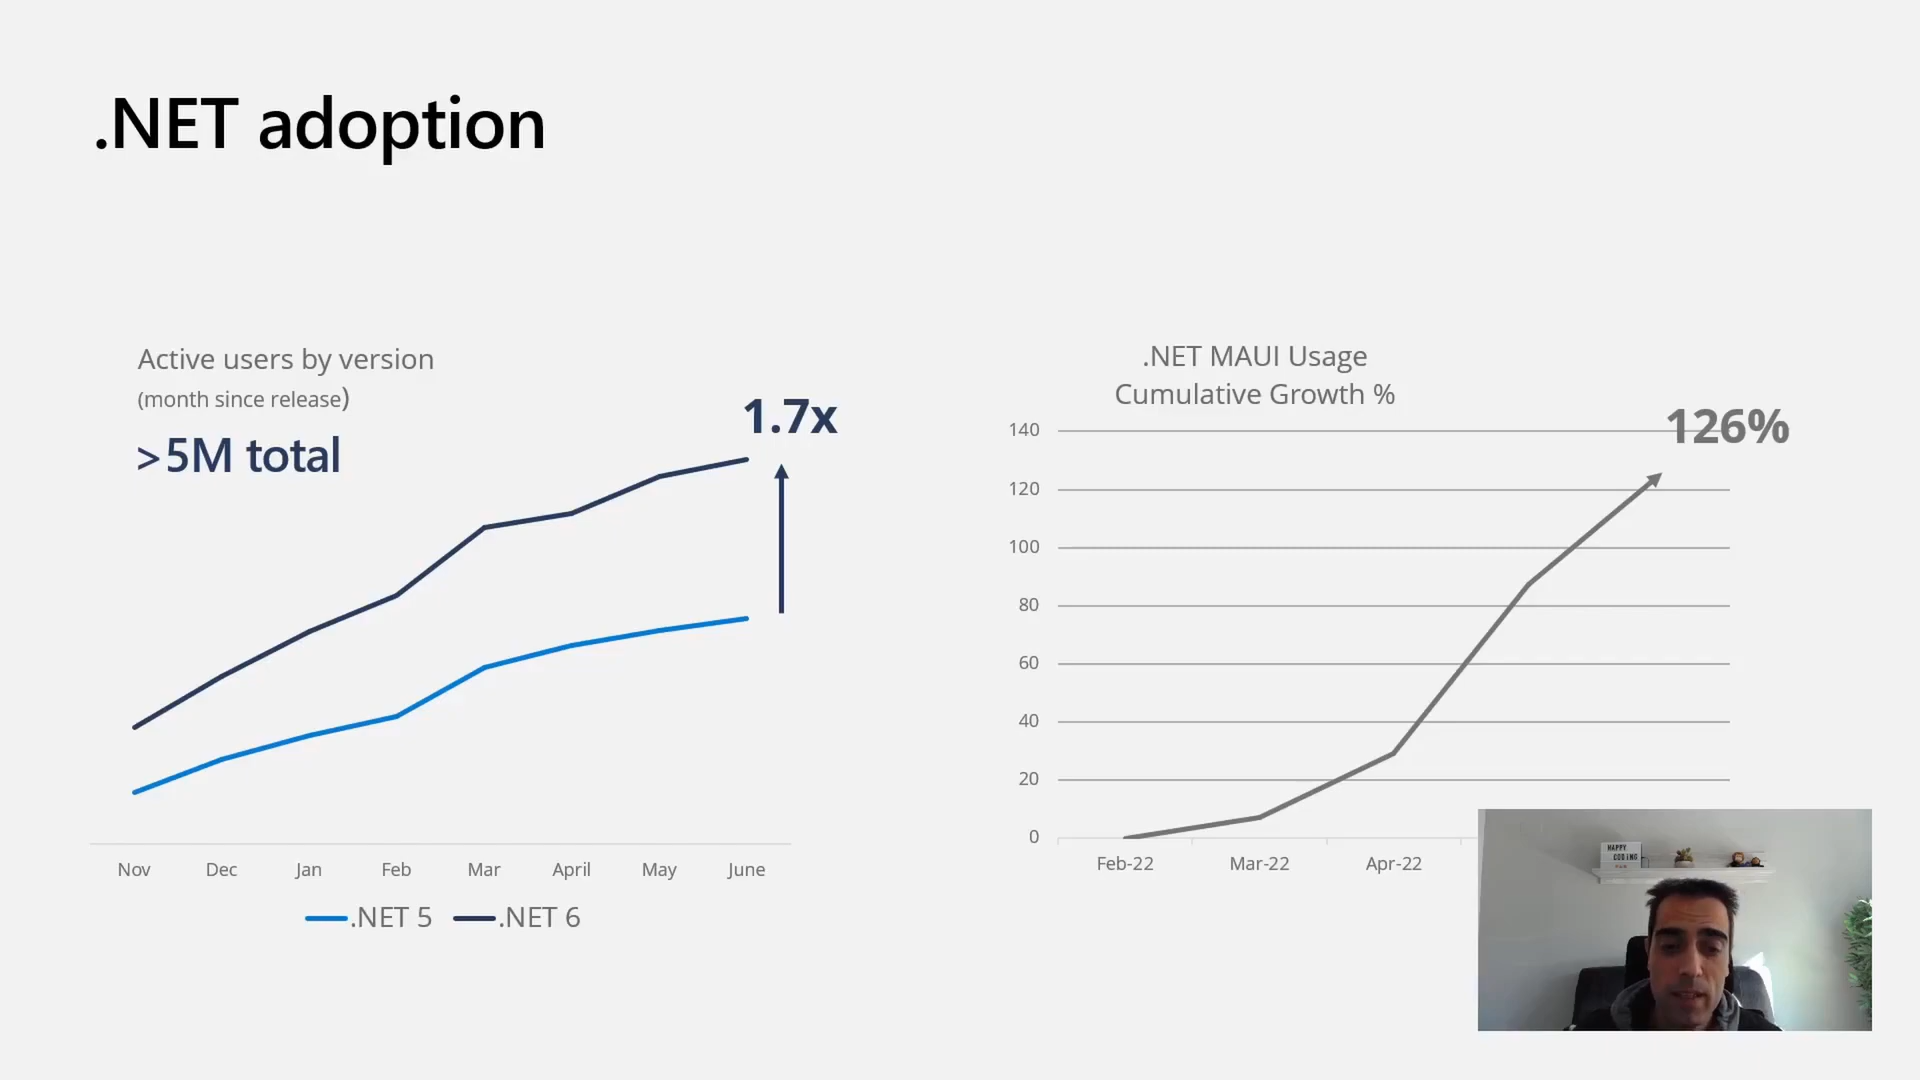 .NET adoption
Active users by version
(month since release)
>5M total
1.7x
Nov Dec Jan Feb Mar April May June
.NET 5 .NET 6
.NET MAUI Usage
Cumulative Growth %
126%
140
120
100
80
60
40
20
0
Feb-22 Mar-22 Apr-22
HAPPY
CODING